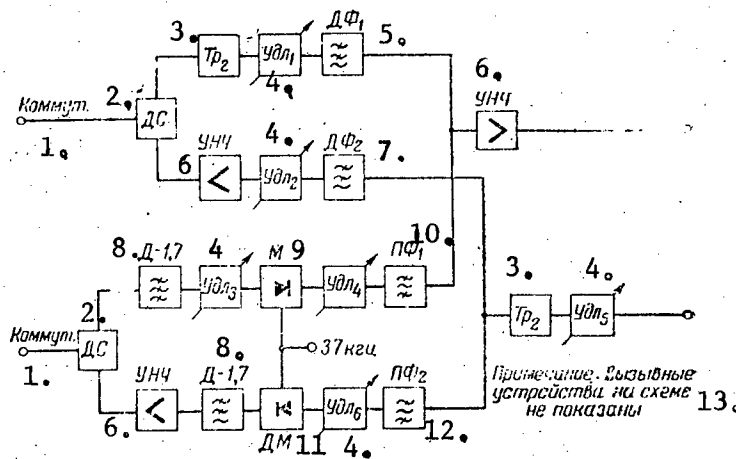 3. Тр₂ 4. Удл₁ ДФ₁ 5.
Коммут. 1. 2. ДС
6. УНЧ
6 УНЧ 4. Удл₂ ДФ₂ 7.
8. Д-1,7 4 Удл₃ М 9 Удл₄ ПФ₁ 10.
3. Тр₂ 4. Удл₅
Коммут. 1. 2. ДС
37 кгц
6. УНЧ 8. Д-1,7 ДМ 11 Удл₆ 4. ПФ₂ 12.
Примечание. Вызывные
устройства на схеме
не показаны 13.